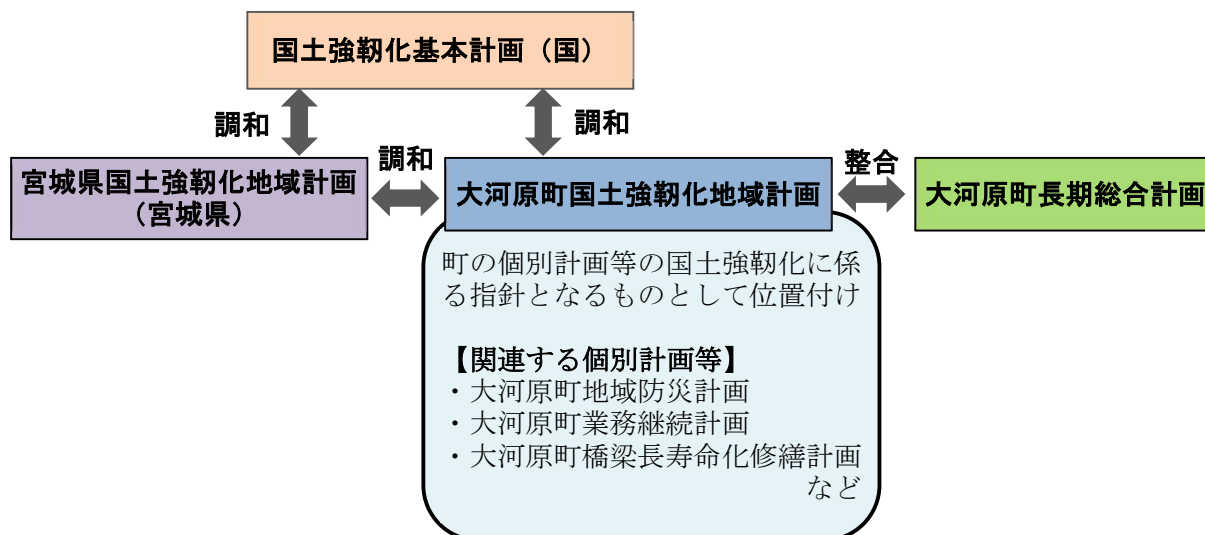 国土強靭化基本計画（国）
調和
調和
宮城県国土強靭化地域計画
（宮城県）
調和
大河原町国土強靭化地域計画
整合
大河原町長期総合計画
町の個別計画等の国土強靭化に係
る指針となるものとして位置付け
【関連する個別計画等】
・大河原町地域防災計画
・大河原町業務継続計画
・大河原町橋梁長寿命化修繕計画
など